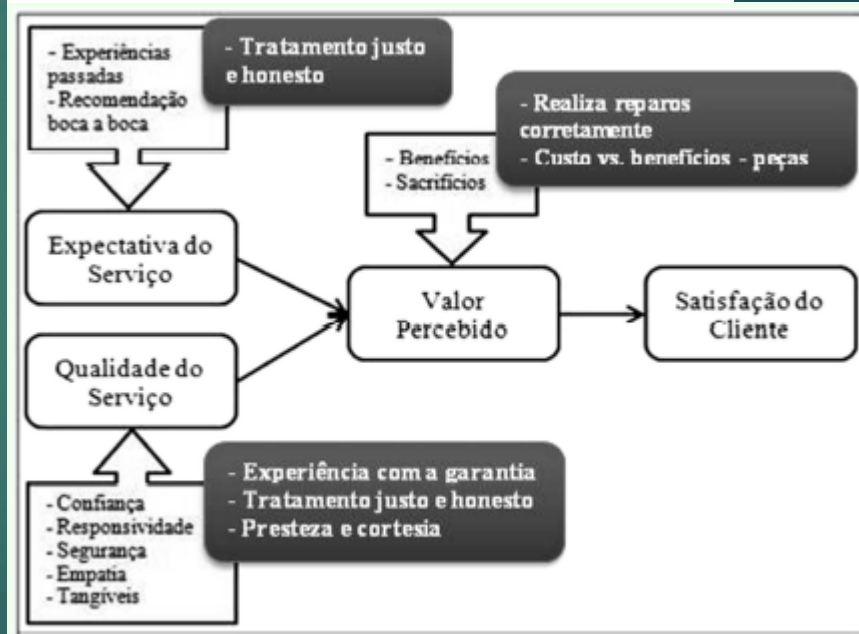 - Experiências
passadas
- Recomendação
boca a boca
- Tratamento justo
e honesto
- Benefícios
- Sacrifícios
- Realiza reparos
corretamente
- Custo vs. benefícios - peças
Expectativa do
Serviço
Valor
Percebido
Satisfação do
Cliente
Qualidade do
Serviço
- Confiança
- Responsividade
- Segurança
- Empatia
- Tangíveis
- Experiência com a garantia
- Tratamento justo e honesto
- Presteza e cortesia